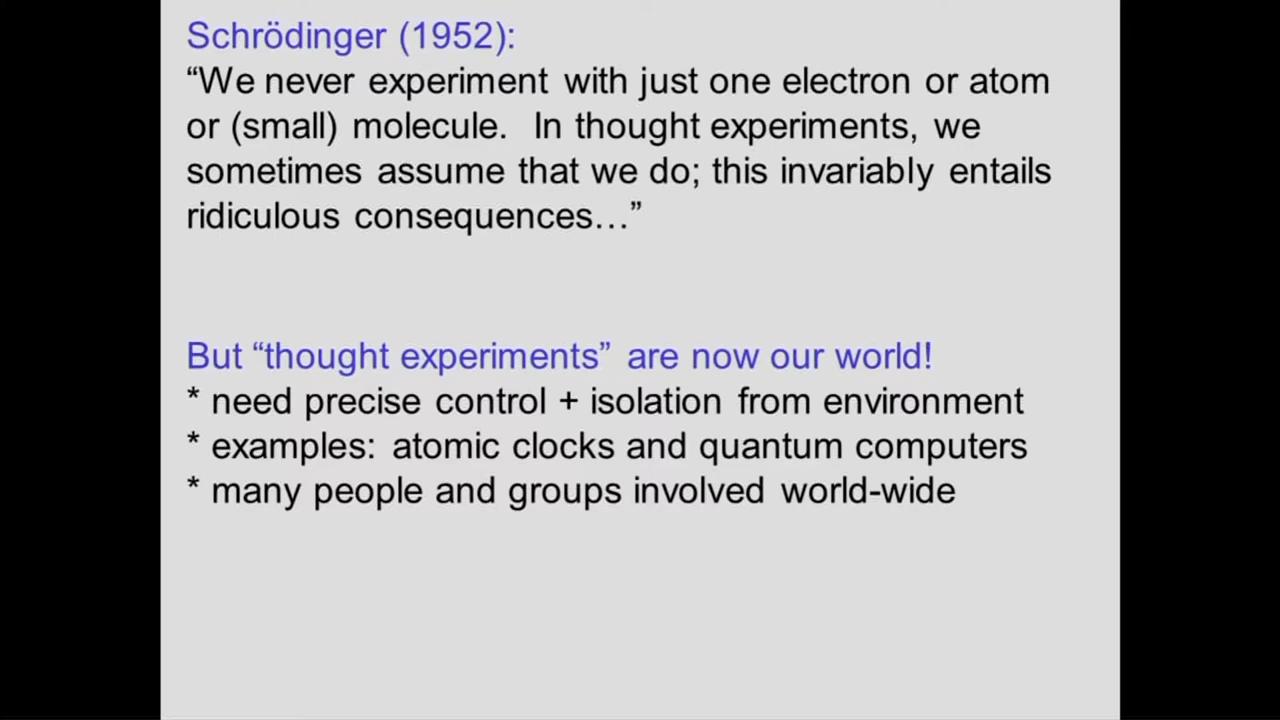 Schrödinger (1952):
“We never experiment with just one electron or atom
or (small) molecule. In thought experiments, we
sometimes assume that we do; this invariably entails
ridiculous consequences…”
But “thought experiments” are now our world!
* need precise control + isolation from environment
* examples: atomic clocks and quantum computers
* many people and groups involved world-wide